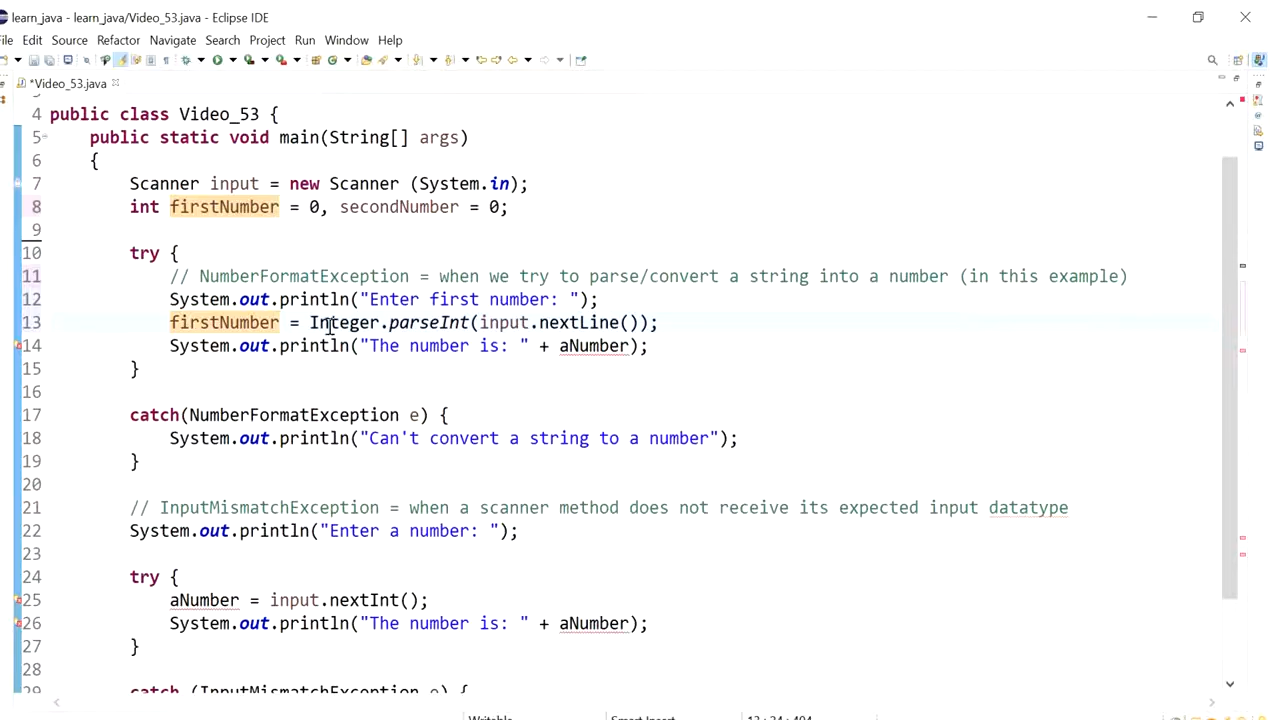 learn_java - learn_java/Video_53.java - Eclipse IDE
File Edit Source Refactor Navigate Search Project Run Window Help
*Video_53.java
4 public class Video_53 {
5 public static void main(String[] args)
6 {
7 Scanner input = new Scanner (System.in);
8 int firstNumber = 0, secondNumber = 0;
9
10 try {
11 // NumberFormatException = when we try to parse/convert a string into a number (in this example)
12 System.out.println("Enter first number: ");
13 firstNumber = Integer.parseInt(input.nextLine());
14 System.out.println("The number is: " + aNumber);
15 }
16
17 catch(NumberFormatException e) {
18 System.out.println("Can't convert a string to a number");
19 }
20
21 // InputMismatchException = when a scanner method does not receive its expected input datatype
22 System.out.println("Enter a number: ");
23
24 try {
25 aNumber = input.nextInt();
26 System.out.println("The number is: " + aNumber);
27 }
28
29 catch (InputMismatchException e) {
Writable Smart Insert 13 : 24 : 404